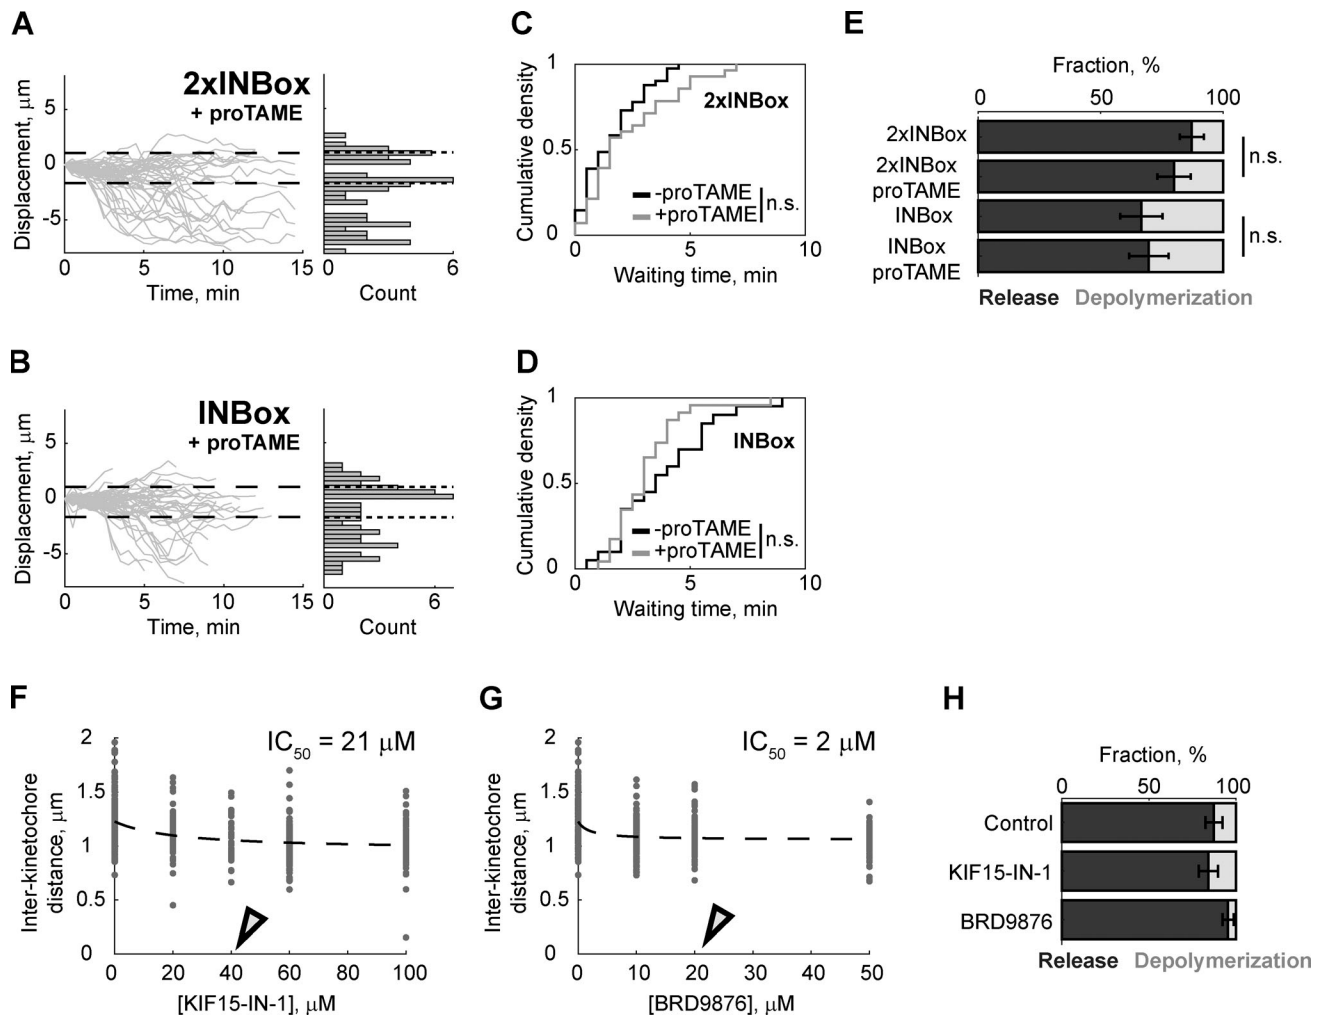 A
2xINBox
+ proTAME
Displacement, μm
5
0
-5
0 5 10 15
Time, min
0 6
Count
B
INBox
+ proTAME
Displacement, μm
5
0
-5
0 5 10 15
Time, min
0 6
Count
C
Cumulative density
1
0.5
0
2xINBox
-proTAME
+proTAME
n.s.
0 5 10
Waiting time, min
D
Cumulative density
1
0.5
0
INBox
-proTAME
+proTAME
n.s.
0 5 10
Waiting time, min
E
Fraction, %
0 50 100
2xINBox
2xINBox
proTAME
INBox
INBox
proTAME
n.s.
n.s.
Release Depolymerization
F
Inter-kinetochore
distance, μm
2
1.5
1
0.5
0
IC50 = 21 μM
0 20 40 60 80 100
[KIF15-IN-1], μM
G
Inter-kinetochore
distance, μm
2
1.5
1
0.5
0
IC50 = 2 μM
0 10 20 30 40 50
[BRD9876], μM
H
Fraction, %
0 50 100
Control
KIF15-IN-1
BRD9876
Release Depolymerization